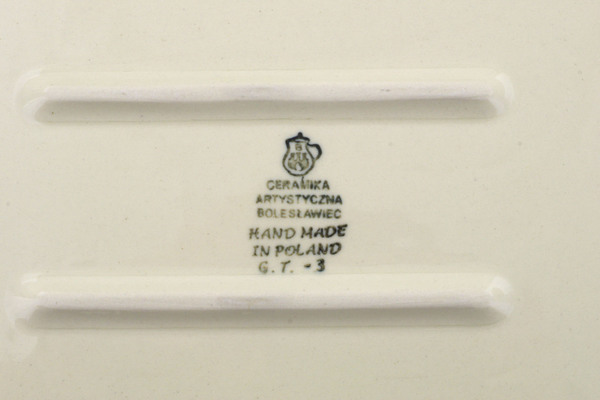 CERAMIKA
ARTYSTYCZNA
BOLESŁAWIEC
HAND MADE
IN POLAND
G. T. - 3